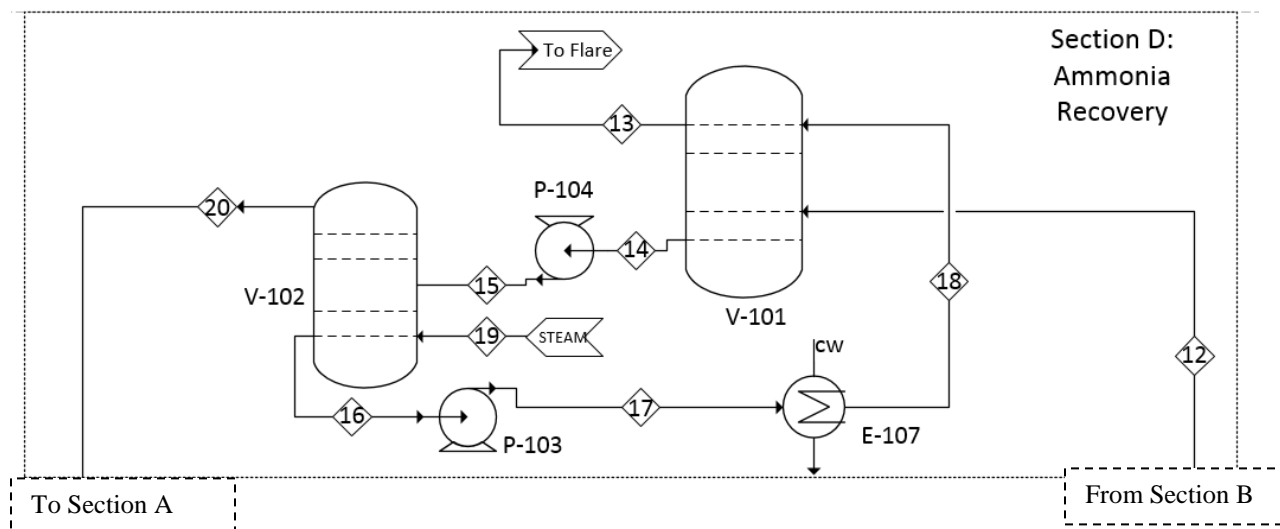 Section D:
Ammonia
Recovery
To Flare
13
P-104
20
14
15
V-102
V-101
18
19
STEAM
12
cw
16
17
P-103
E-107
To Section A
From Section B